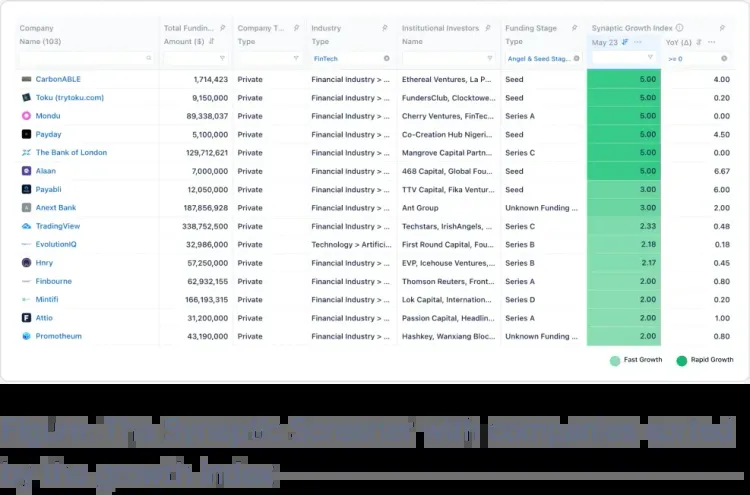 Company Total Fundin... Company T... Industry Institutional Investors Funding Stage Synaptic Growth Index
Name (103) Amount ($) Type Type Name Type May 23 ... YoY (Δ) ...
FinTech Angel & Seed Stag... >= 0
CarbonABLE 1,714,423 Private Financial Industry > ... Ethereal Ventures, La P... Seed 5.00 4.00
Toku (trytoku.com) 9,150,000 Private Financial Industry > ... FundersClub, Clocktowe... Seed 5.00 0.20
Mondu 89,338,037 Private Financial Industry > ... Cherry Ventures, FinTec... Series A 5.00 0.00
Payday 5,100,000 Private Financial Industry > ... Co-Creation Hub Nigeri... Seed 5.00 4.50
The Bank of London 129,712,621 Private Financial Industry > ... Mangrove Capital Partn... Series C 5.00 0.00
Alaan 7,000,000 Private Financial Industry > ... 468 Capital, Global Fou... Seed 5.00 6.67
Payabli 12,050,000 Private Financial Industry > ... TTV Capital, Fika Ventur... Seed 3.00 6.00
Anext Bank 187,856,928 Private Financial Industry > ... Ant Group Unknown Funding ... 3.00 2.00
TradingView 338,752,500 Private Financial Industry > ... Techstars, IrishAngels, ... Series C 2.33 0.48
EvolutionIQ 32,986,000 Private Technology > Artifici... First Round Capital, Fou... Series B 2.18 0.18
Hnry 57,250,000 Private Financial Industry > ... EVP, Icehouse Ventures,... Series B 2.17 0.45
Finbourne 62,932,155 Private Financial Industry > ... Thomson Reuters, Front... Series A 2.00 0.80
Mintifi 166,193,315 Private Financial Industry > ... Lok Capital, Internation... Series D 2.00 0.20
Attio 31,200,000 Private Financial Industry > ... Passion Capital, Headlin... Series A 2.00 1.00
Promotheum 43,190,000 Private Financial Industry > ... Hashkey, Wanxiang Bloc... Unknown Funding ... 2.00 0.80
Fast Growth Rapid Growth